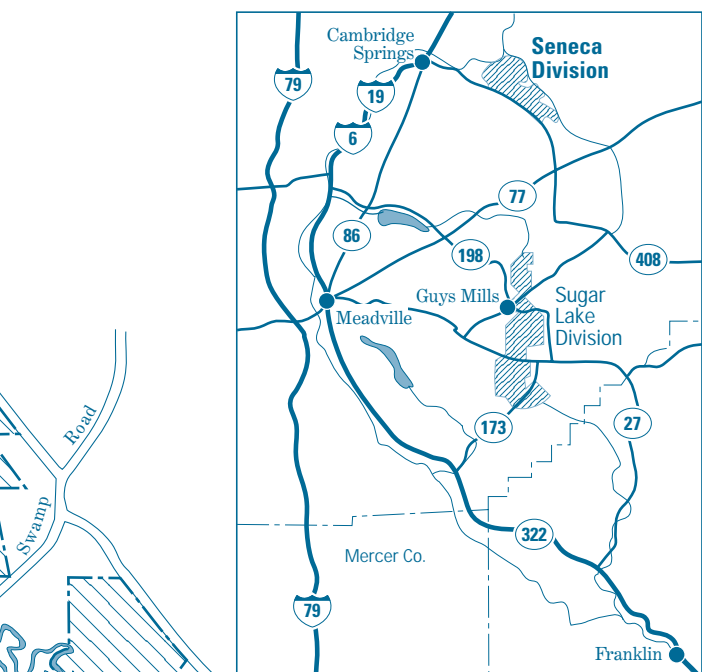 Cambridge
Springs
Seneca
Division
79
19
6
77
86
198
408
Guys Mills
Sugar
Lake
Division
Meadville
173
27
322
Mercer Co.
79
Franklin
Road
Swamp